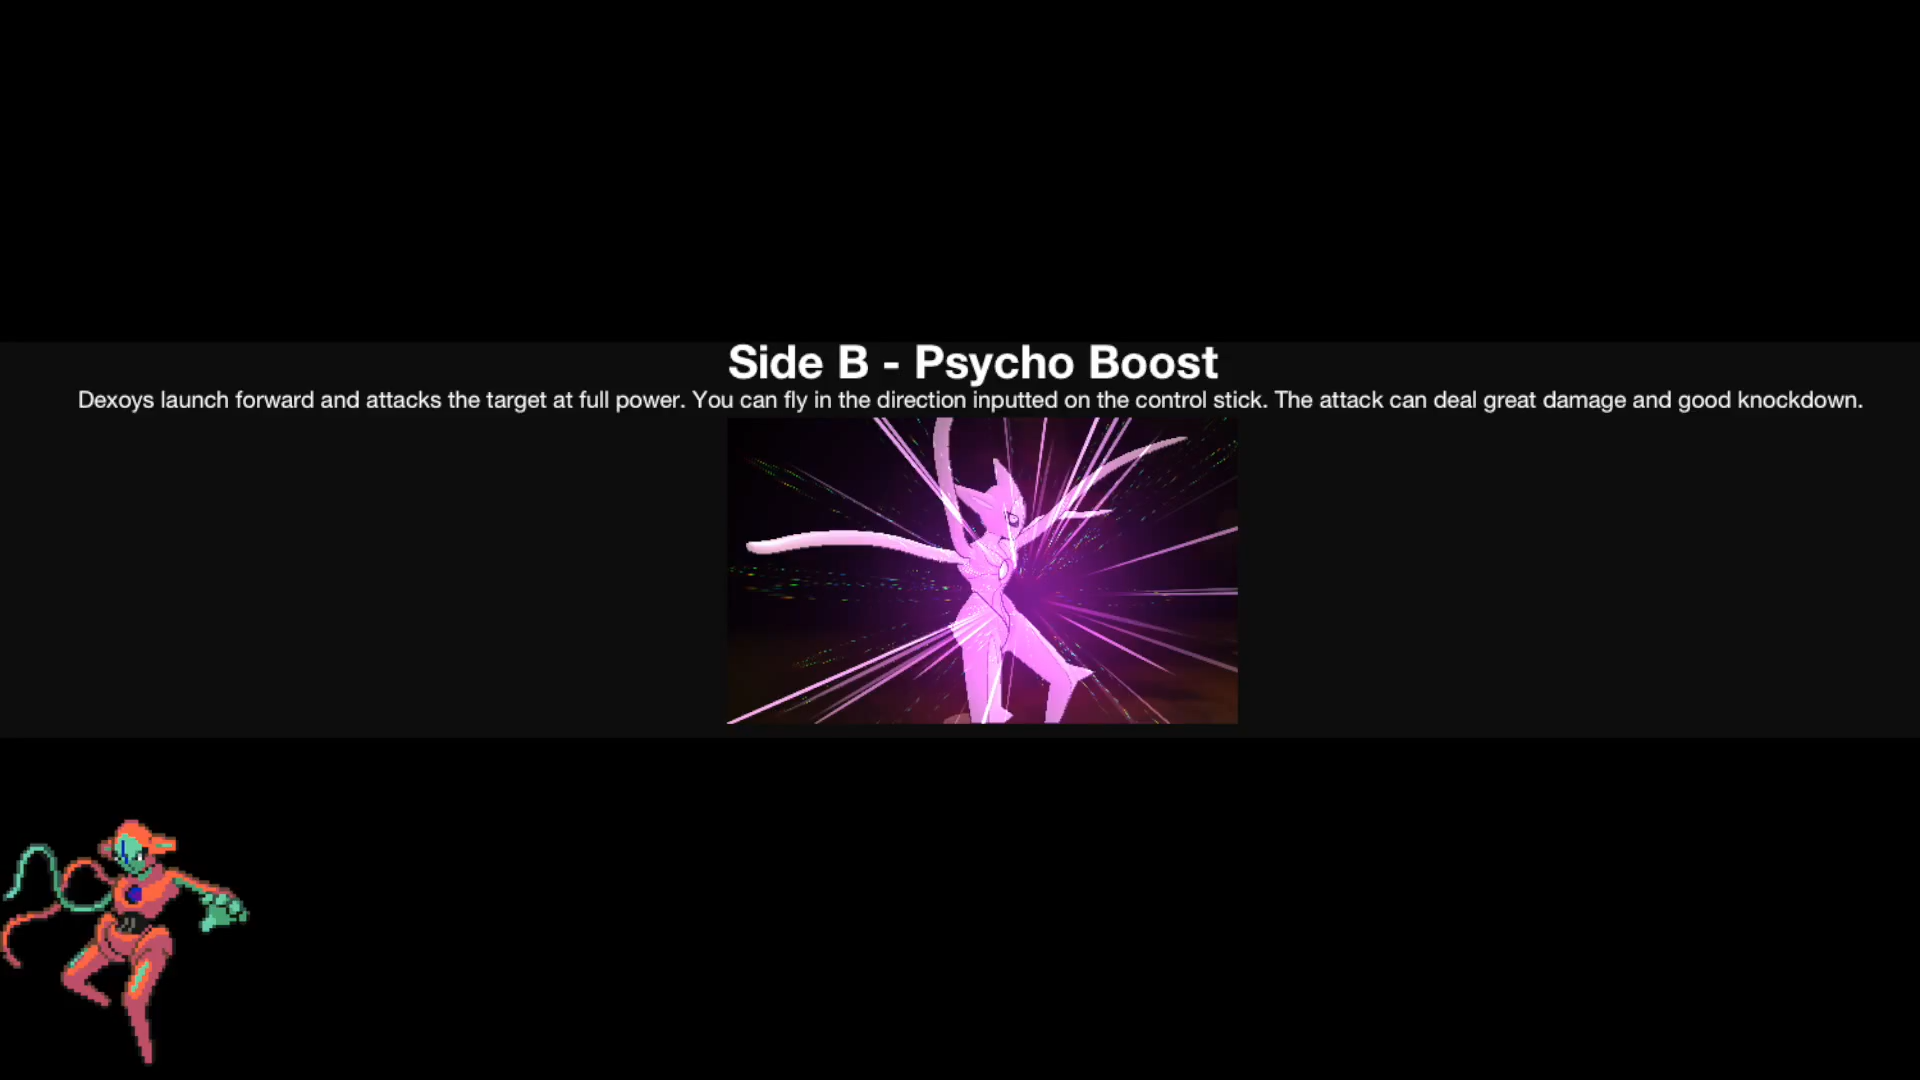 Side B - Psycho Boost
Dexoys launch forward and attacks the target at full power. You can fly in the direction inputted on the control stick. The attack can deal great damage and good knockdown.